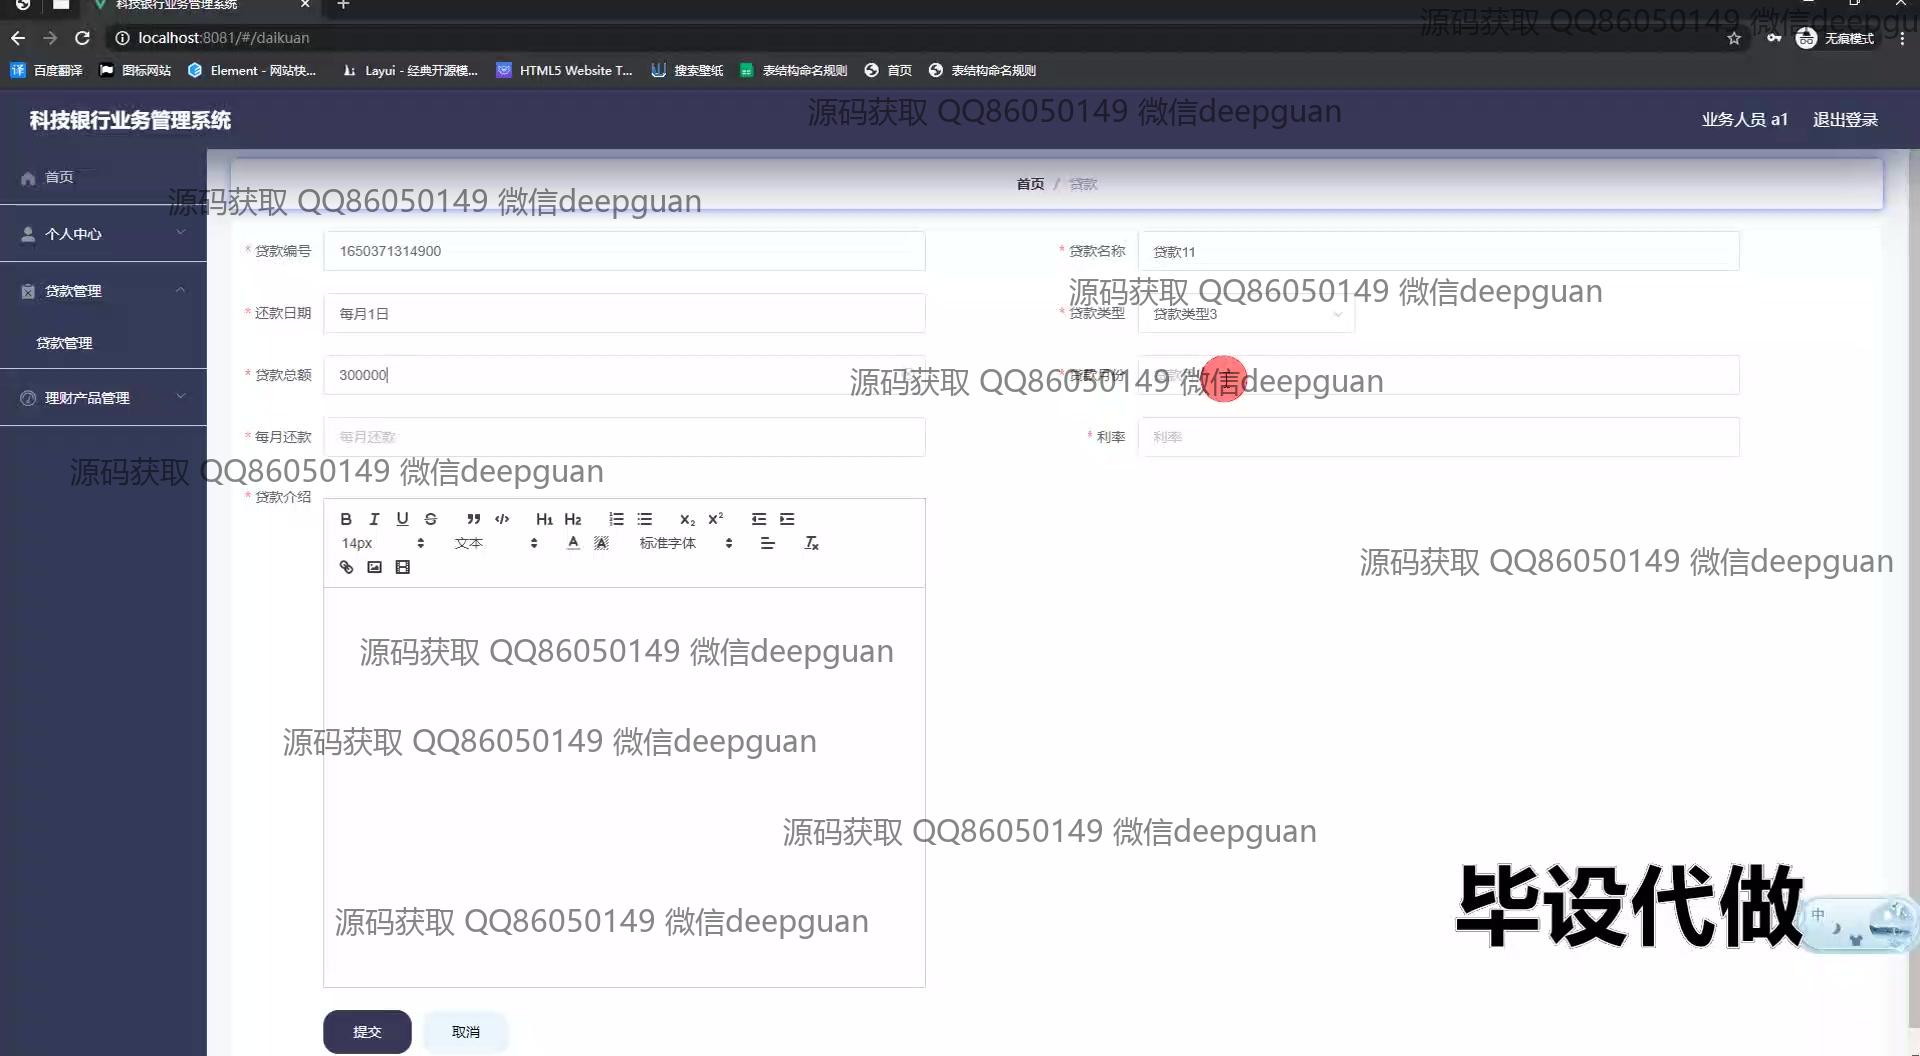 科技银行业务管理系统
localhost:8081/#/daikuan
无痕模式
源码获取 QQ86050149 微信deepgu
百度翻译
图标网站
Element - 网站快...
Layui - 经典开源模...
HTML5 Website T...
搜索壁纸
表结构命名规则
首页
表结构命名规则
科技银行业务管理系统
源码获取 QQ86050149 微信deepguan
业务人员 a1
退出登录
首页
个人中心
贷款管理
贷款管理
理财产品管理
首页 / 贷款
源码获取 QQ86050149 微信deepguan
* 贷款编号 1650371314900
* 贷款名称 贷款11
源码获取 QQ86050149 微信deepguan
* 还款日期 每月1日
* 贷款类型 贷款类型3
* 贷款总额 300000
* 贷款月份
源码获取 QQ86050149 微信deepguan
* 每月还款 每月还款
* 利率 利率
源码获取 QQ86050149 微信deepguan
* 贷款介绍
B I U S ” </> H1 H2 X2 X2
14px 文本 A A 标准字体 Tx
源码获取 QQ86050149 微信deepguan
源码获取 QQ86050149 微信deepguan
源码获取 QQ86050149 微信deepguan
源码获取 QQ86050149 微信deepguan
源码获取 QQ86050149 微信deepguan
毕设代做
中
提交
取消